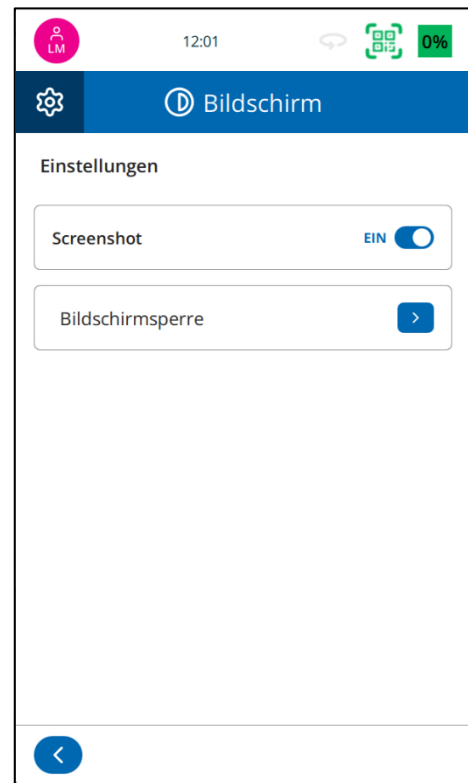 LM
12:01
0%
Bildschirm
Einstellungen
Screenshot
EIN
Bildschirmsperre